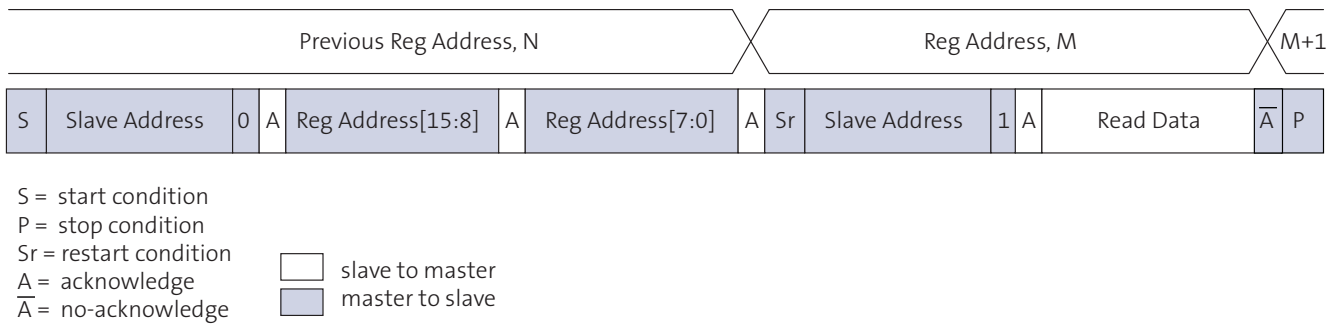 Previous Reg Address, N Reg Address, M M+1
S Slave Address 0 A Reg Address[15:8] A Reg Address[7:0] A Sr Slave Address 1 A Read Data A̅ P
S = start condition
P = stop condition
Sr = restart condition
A = acknowledge
A̅ = no-acknowledge
slave to master
master to slave